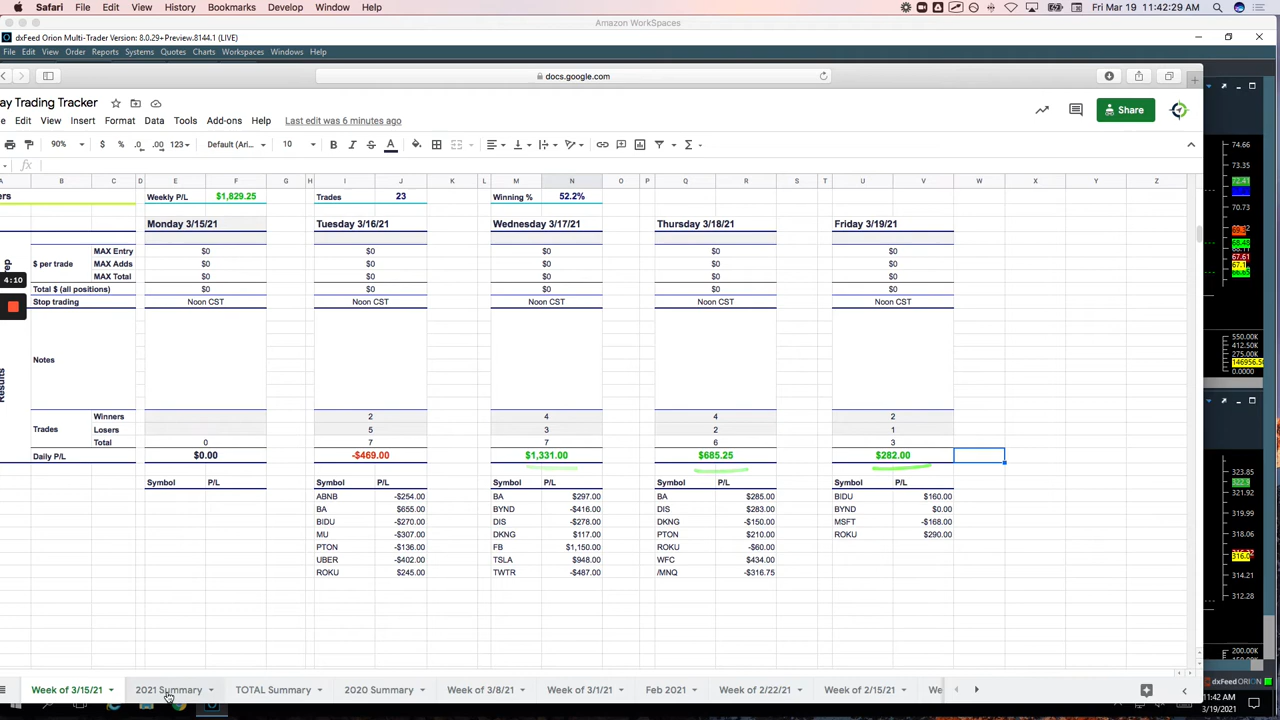 Safari File Edit View History Bookmarks Develop Window Help Fri Mar 19 11:42:29 AM
Amazon WorkSpaces
dxFeed Orion Multi-Trader Version: 8.0.29+Preview.8144.1 (LIVE)
File Edit View Order Reports Systems Quotes Charts Workspaces Windows Help
docs.google.com
ay Trading Tracker
Share
Edit View Insert Format Data Tools Add-ons Help Last edit was 6 minutes ago
90% $ % .0 .00 123 Default (Ari... 10 B I S A
fx
B C D E F G H I J K L M N O P Q R S T U V W X Y Z
ers Weekly P/L $1,829.25 Trades 23 Winning % 52.2%
Monday 3/15/21 Tuesday 3/16/21 Wednesday 3/17/21 Thursday 3/18/21 Friday 3/19/21
MAX Entry $0 $0 $0 $0 $0
$ per trade MAX Adds $0 $0 $0 $0 $0
MAX Total $0 $0 $0 $0 $0
Total $ (all positions) $0 $0 $0 $0 $0
Stop trading Noon CST Noon CST Noon CST Noon CST Noon CST
4:10
Notes
Results
Winners 2 4 4 2
Trades Losers 5 3 2 1
Total 0 7 7 6 3
Daily P/L $0.00 -$469.00 $1,331.00 $685.25 $282.00
Symbol P/L Symbol P/L Symbol P/L Symbol P/L Symbol P/L
ABNB -$254.00 BA $297.00 BA $285.00 BIDU $160.00
BA $655.00 BYND -$416.00 DIS $283.00 BYND $0.00
BIDU -$270.00 DIS -$278.00 DKNG -$150.00 MSFT -$168.00
MU -$307.00 DKNG $117.00 PTON $210.00 ROKU $290.00
PTON -$136.00 FB $1,150.00 ROKU -$60.00
UBER -$402.00 TSLA $948.00 WFC $434.00
ROKU $245.00 TWTR -$487.00 /MNQ -$316.75
Week of 3/15/21 2021 Summary TOTAL Summary 2020 Summary Week of 3/8/ Week of 3/1/21 Feb 2021 Week of 2/22/21 Week of 2/15/21 We
74.66
73.35
72.41
70.73
67.61
550.00K
412.50K
275.00K
0.0000
323.85
321.92
318.99
316.0
314.21
312.28
200.00K
dxFeed ORION
11:42 AM
3/19/2021